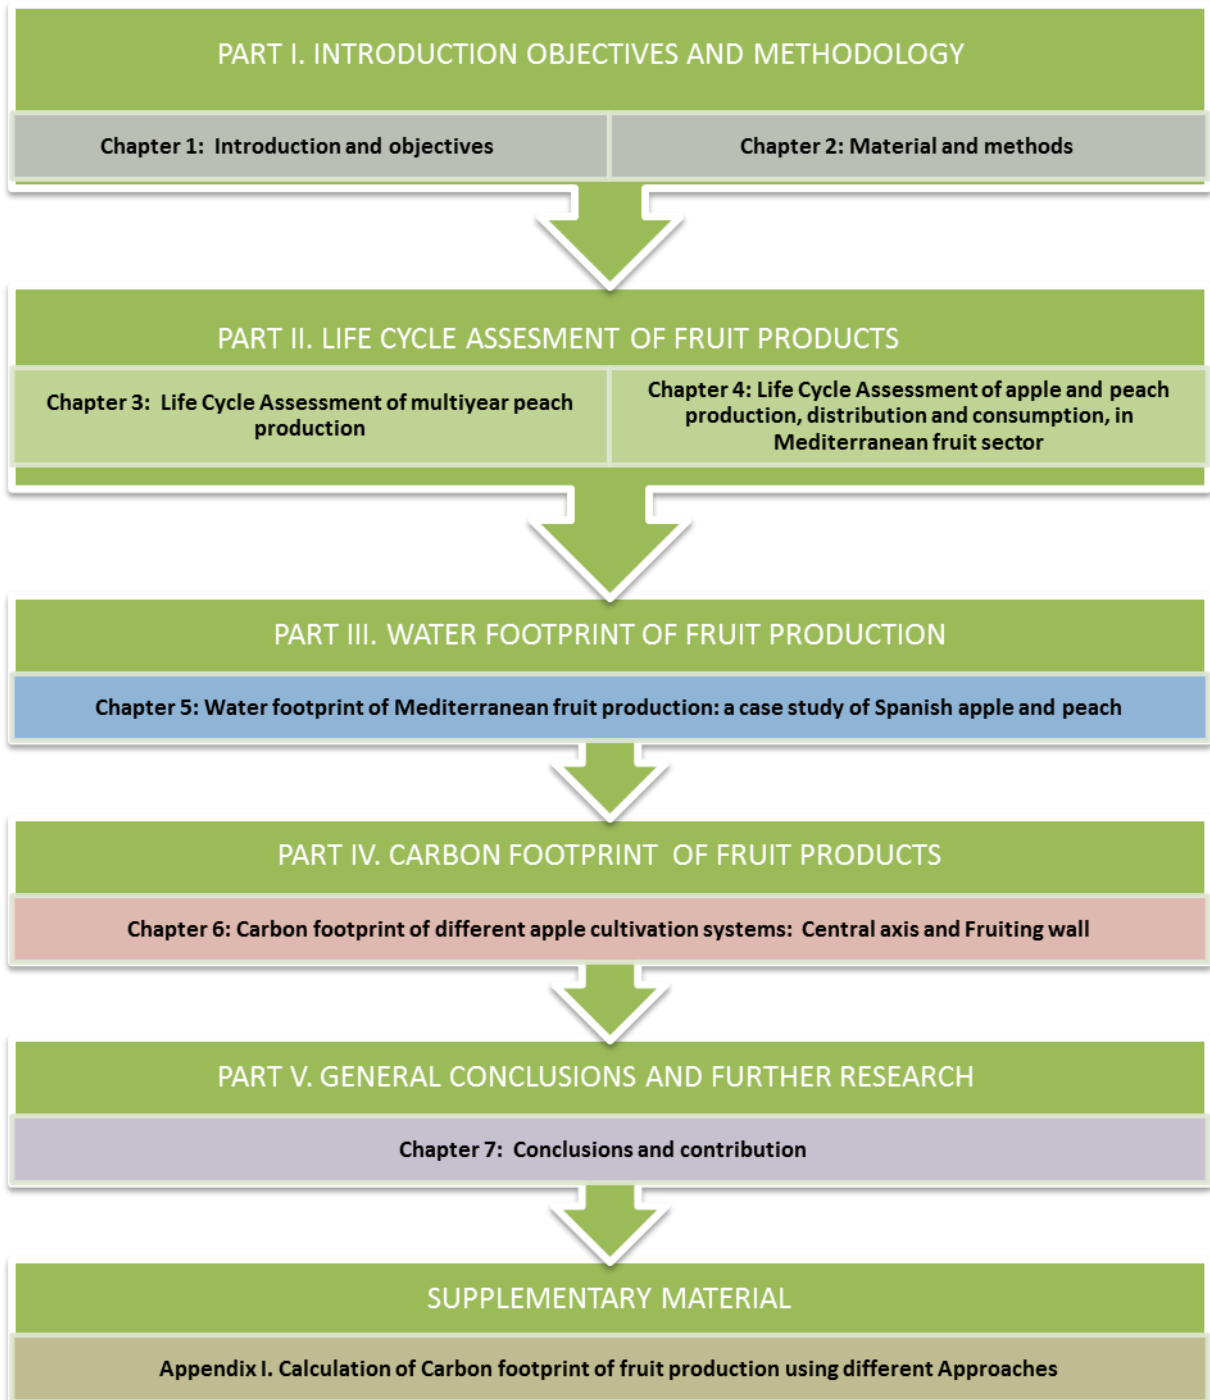 PART I. INTRODUCTION OBJECTIVES AND METHODOLOGY
Chapter 1: Introduction and objectives
Chapter 2: Material and methods
PART II. LIFE CYCLE ASSESMENT OF FRUIT PRODUCTS
Chapter 3: Life Cycle Assessment of multiyear peach
production
Chapter 4: Life Cycle Assessment of apple and peach
production, distribution and consumption, in
Mediterranean fruit sector
PART III. WATER FOOTPRINT OF FRUIT PRODUCTION
Chapter 5: Water footprint of Mediterranean fruit production: a case study of Spanish apple and peach
PART IV. CARBON FOOTPRINT OF FRUIT PRODUCTS
Chapter 6: Carbon footprint of different apple cultivation systems: Central axis and Fruiting wall
PART V. GENERAL CONCLUSIONS AND FURTHER RESEARCH
Chapter 7: Conclusions and contribution
SUPPLEMENTARY MATERIAL
Appendix I. Calculation of Carbon footprint of fruit production using different Approaches